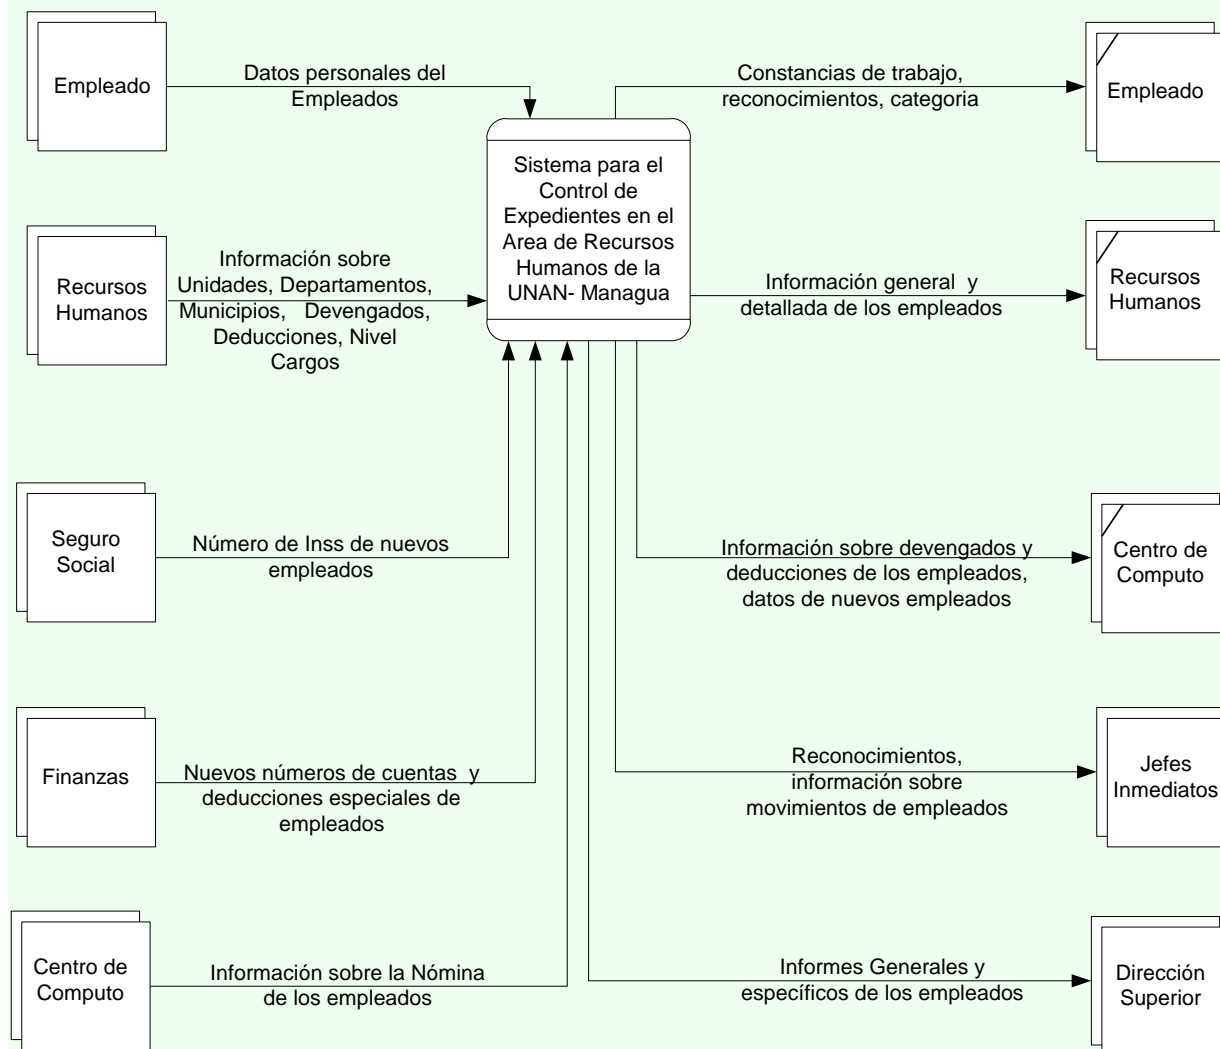 Empleado
Datos personales del
Empleados
Constancias de trabajo,
reconocimientos, categoria
Empleado
Sistema para el
Control de
Expedientes en el
Area de Recursos
Humanos de la
UNAN- Managua
Recursos
Humanos
Información sobre
Unidades, Departamentos,
Municipios, Devengados,
Deducciones, Nivel
Cargos
Información general y
detallada de los empleados
Recursos
Humanos
Seguro
Social
Número de Inss de nuevos
empleados
Información sobre devengados y
deducciones de los empleados,
datos de nuevos empleados
Centro de
Computo
Finanzas
Nuevos números de cuentas y
deducciones especiales de
empleados
Reconocimientos,
información sobre
movimientos de empleados
Jefes
Inmediatos
Centro de
Computo
Información sobre la Nómina
de los empleados
Informes Generales y
específicos de los empleados
Dirección
Superior